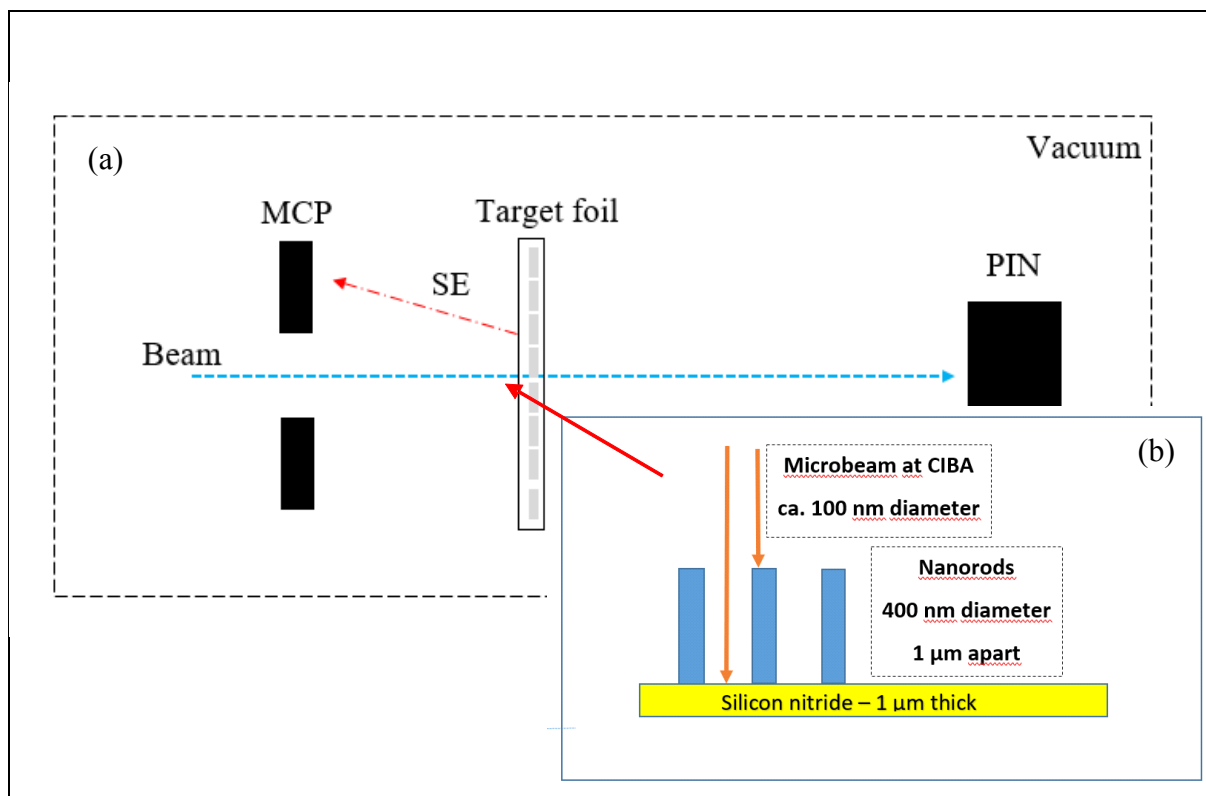 (a)
Vacuum
MCP
Target foil
SE
PIN
Beam
(b)
Microbeam at CIBA
ca. 100 nm diameter
Nanorods
400 nm diameter
1 µm apart
Silicon nitride – 1 µm thick